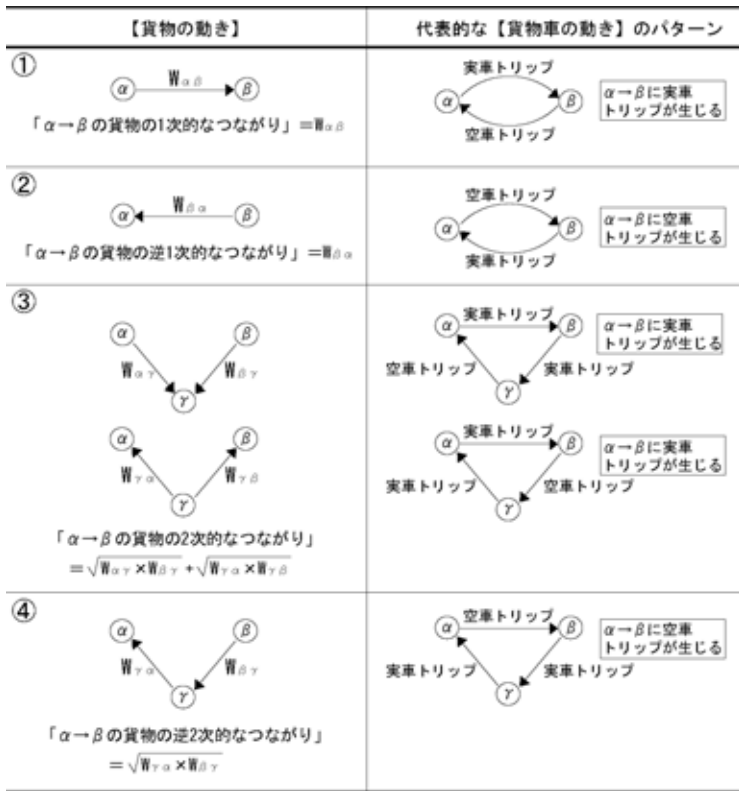 【貨物の動き】
代表的な【貨物車の動き】のパターン
①
α
Wαβ
β
「α→βの貨物の1次的なつながり」＝Wαβ
実車トリップ
α
β
空車トリップ
α→βに実車
トリップが生じる
②
α
Wβα
β
「α→βの貨物の逆1次的なつながり」＝Wβα
空車トリップ
α
β
実車トリップ
α→βに空車
トリップが生じる
③
α
β
Wαγ
Wβγ
γ
α
β
Wγα
Wγβ
γ
「α→βの貨物の2次的なつながり」
＝√Wαγ×Wβγ+√Wγα×Wγβ
実車トリップ
α
β
空車トリップ
実車トリップ
γ
α→βに実車
トリップが生じる
実車トリップ
α
β
実車トリップ
空車トリップ
γ
α→βに実車
トリップが生じる
④
α
β
Wγα
Wβγ
γ
「α→βの貨物の逆2次的なつながり」
＝√Wγα×Wβγ
空車トリップ
α
β
実車トリップ
実車トリップ
γ
α→βに空車
トリップが生じる